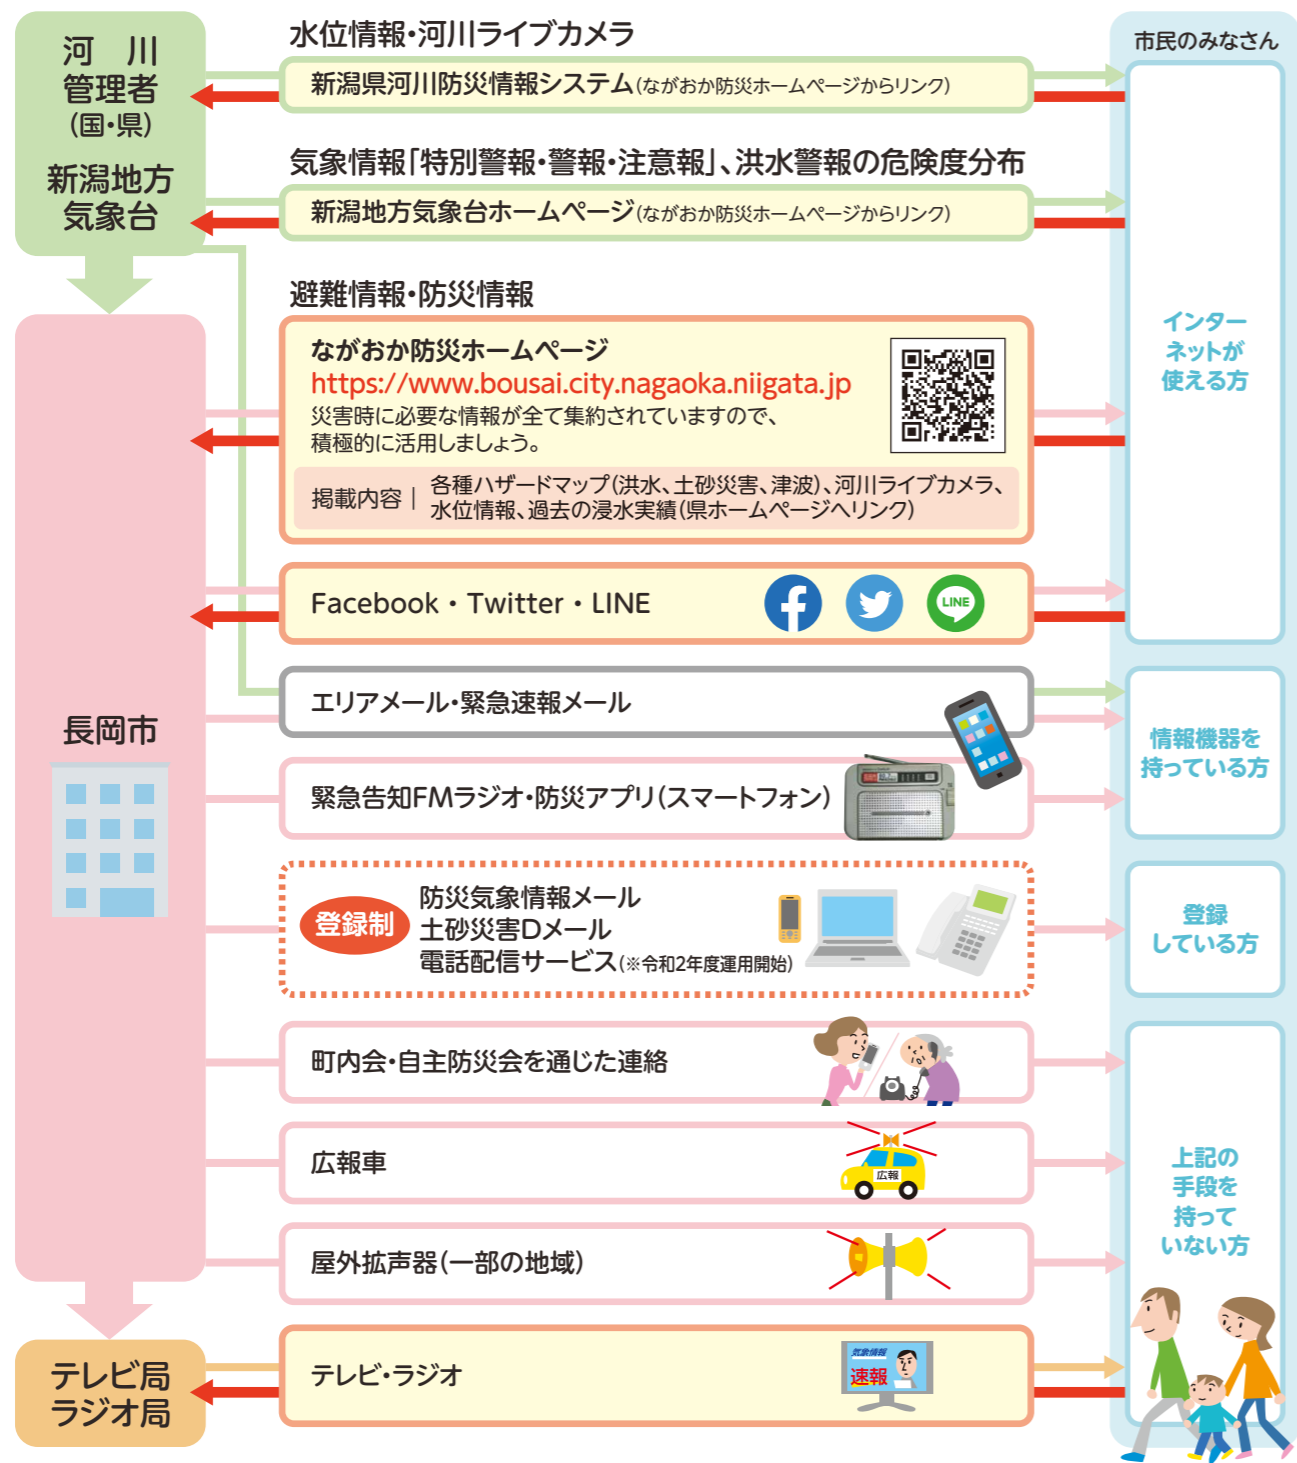 河　川
管理者
(国・県)
新潟地方
気象台
水位情報・河川ライブカメラ
新潟県河川防災情報システム(ながおか防災ホームページからリンク)
気象情報「特別警報・警報・注意報」、洪水警報の危険度分布
新潟地方気象台ホームページ(ながおか防災ホームページからリンク)
避難情報・防災情報
ながおか防災ホームページ
https://www.bousai.city.nagaoka.niigata.jp
災害時に必要な情報が全て集約されていますので、
積極的に活用しましょう。
掲載内容｜各種ハザードマップ(洪水、土砂災害、津波)、河川ライブカメラ、
水位情報、過去の浸水実績(県ホームページへリンク)
Facebook・Twitter・LINE
LINE
長岡市
エリアメール・緊急速報メール
緊急告知FMラジオ・防災アプリ(スマートフォン)
登録制
防災気象情報メール
土砂災害Dメール
電話配信サービス(※令和2年度運用開始)
町内会・自主防災会を通じた連絡
広報車
広報
屋外拡声器(一部の地域)
テレビ局
ラジオ局
テレビ・ラジオ
気象情報
速報
市民のみなさん
インター
ネットが
使える方
情報機器を
持っている方
登録
している方
上記の
手段を
持って
いない方